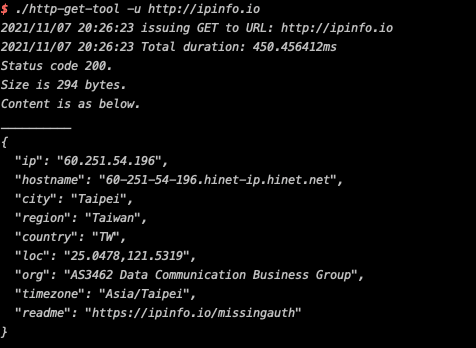 $ ./http-get-tool -u http://ipinfo.io
2021/11/07 20:26:23 issuing GET to URL: http://ipinfo.io
2021/11/07 20:26:23 Total duration: 450.456412ms
Status code 200.
Size is 294 bytes.
Content is as below.
__________
{
  "ip": "60.251.54.196",
  "hostname": "60-251-54-196.hinet-ip.hinet.net",
  "city": "Taipei",
  "region": "Taiwan",
  "country": "TW",
  "loc": "25.0478,121.5319",
  "org": "AS3462 Data Communication Business Group",
  "timezone": "Asia/Taipei",
  "readme": "https://ipinfo.io/missingauth"
}